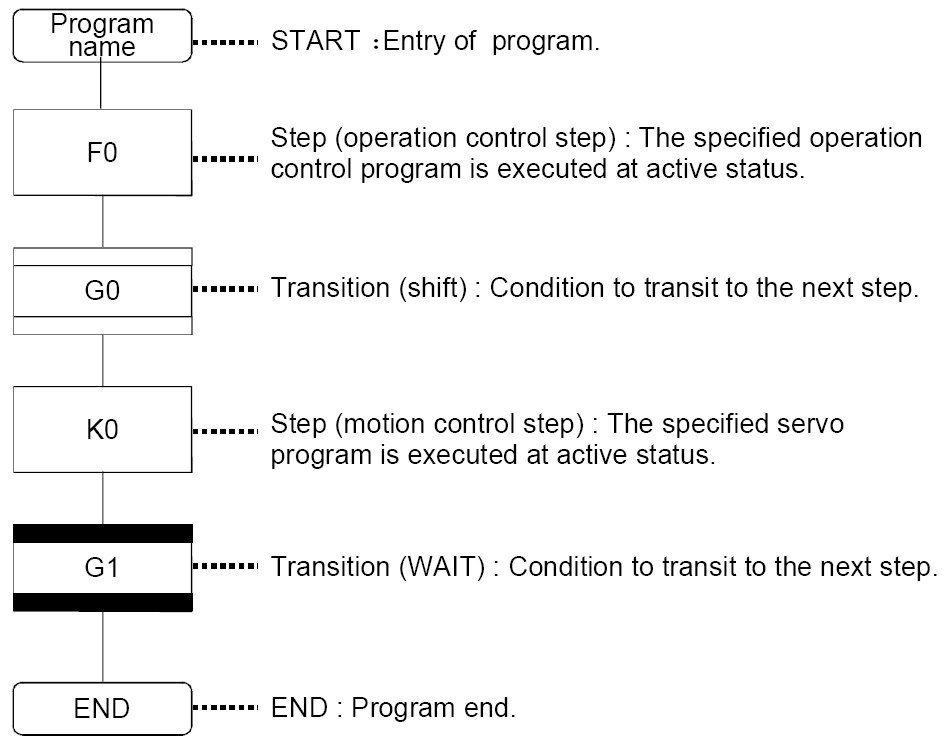 Program
name
START ：Entry of program.
F0
Step (operation control step) : The specified operation
control program is executed at active status.
G0
Transition (shift) : Condition to transit to the next step.
K0
Step (motion control step) : The specified servo
program is executed at active status.
G1
Transition (WAIT) : Condition to transit to the next step.
END
END : Program end.